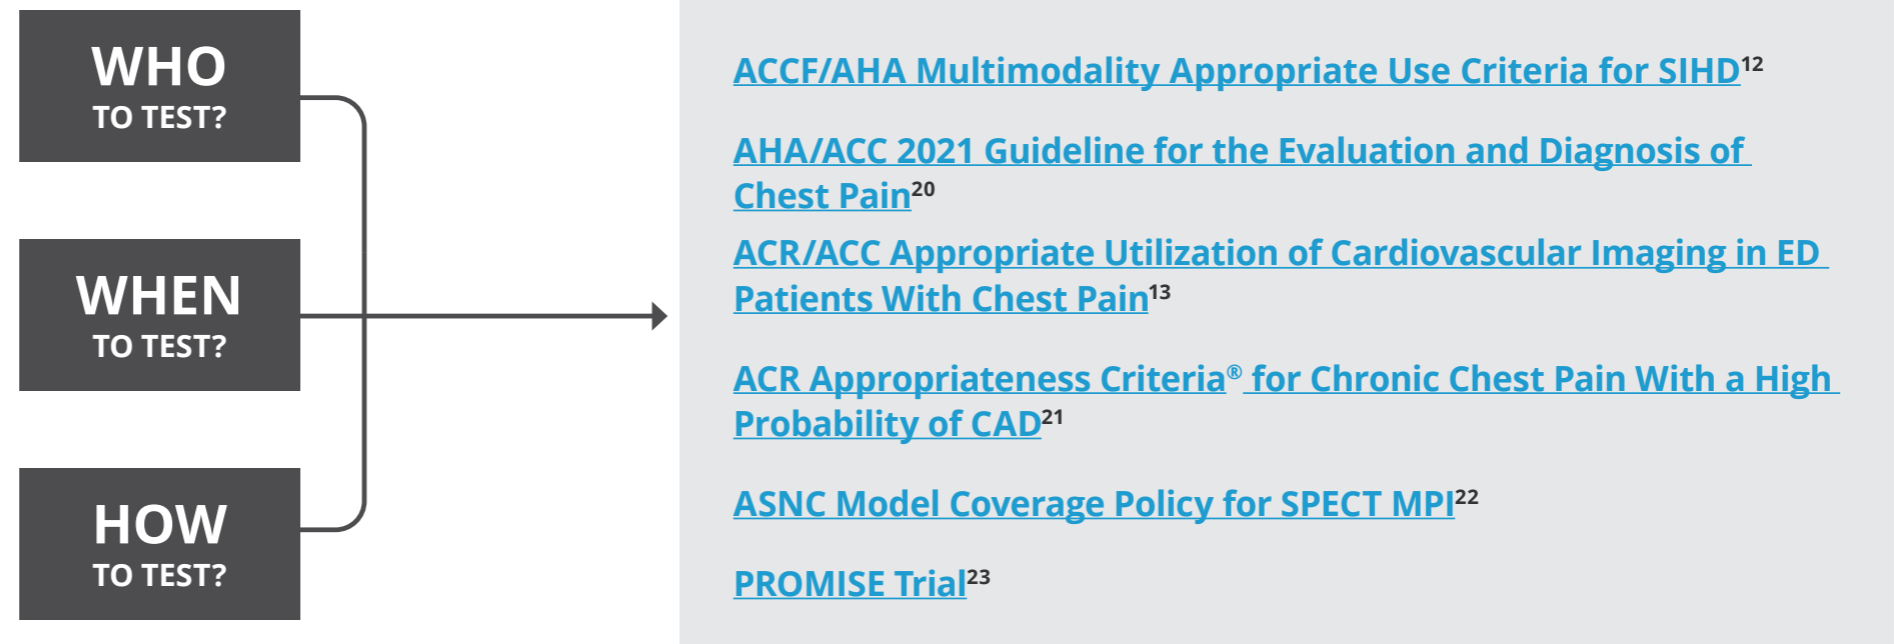 WHO
TO TEST?
WHEN
TO TEST?
HOW
TO TEST?
ACCF/AHA Multimodality Appropriate Use Criteria for SIHD12
AHA/ACC 2021 Guideline for the Evaluation and Diagnosis of
Chest Pain20
ACR/ACC Appropriate Utilization of Cardiovascular Imaging in ED
Patients With Chest Pain13
ACR Appropriateness Criteria® for Chronic Chest Pain With a High
Probability of CAD21
ASNC Model Coverage Policy for SPECT MPI22
PROMISE Trial23